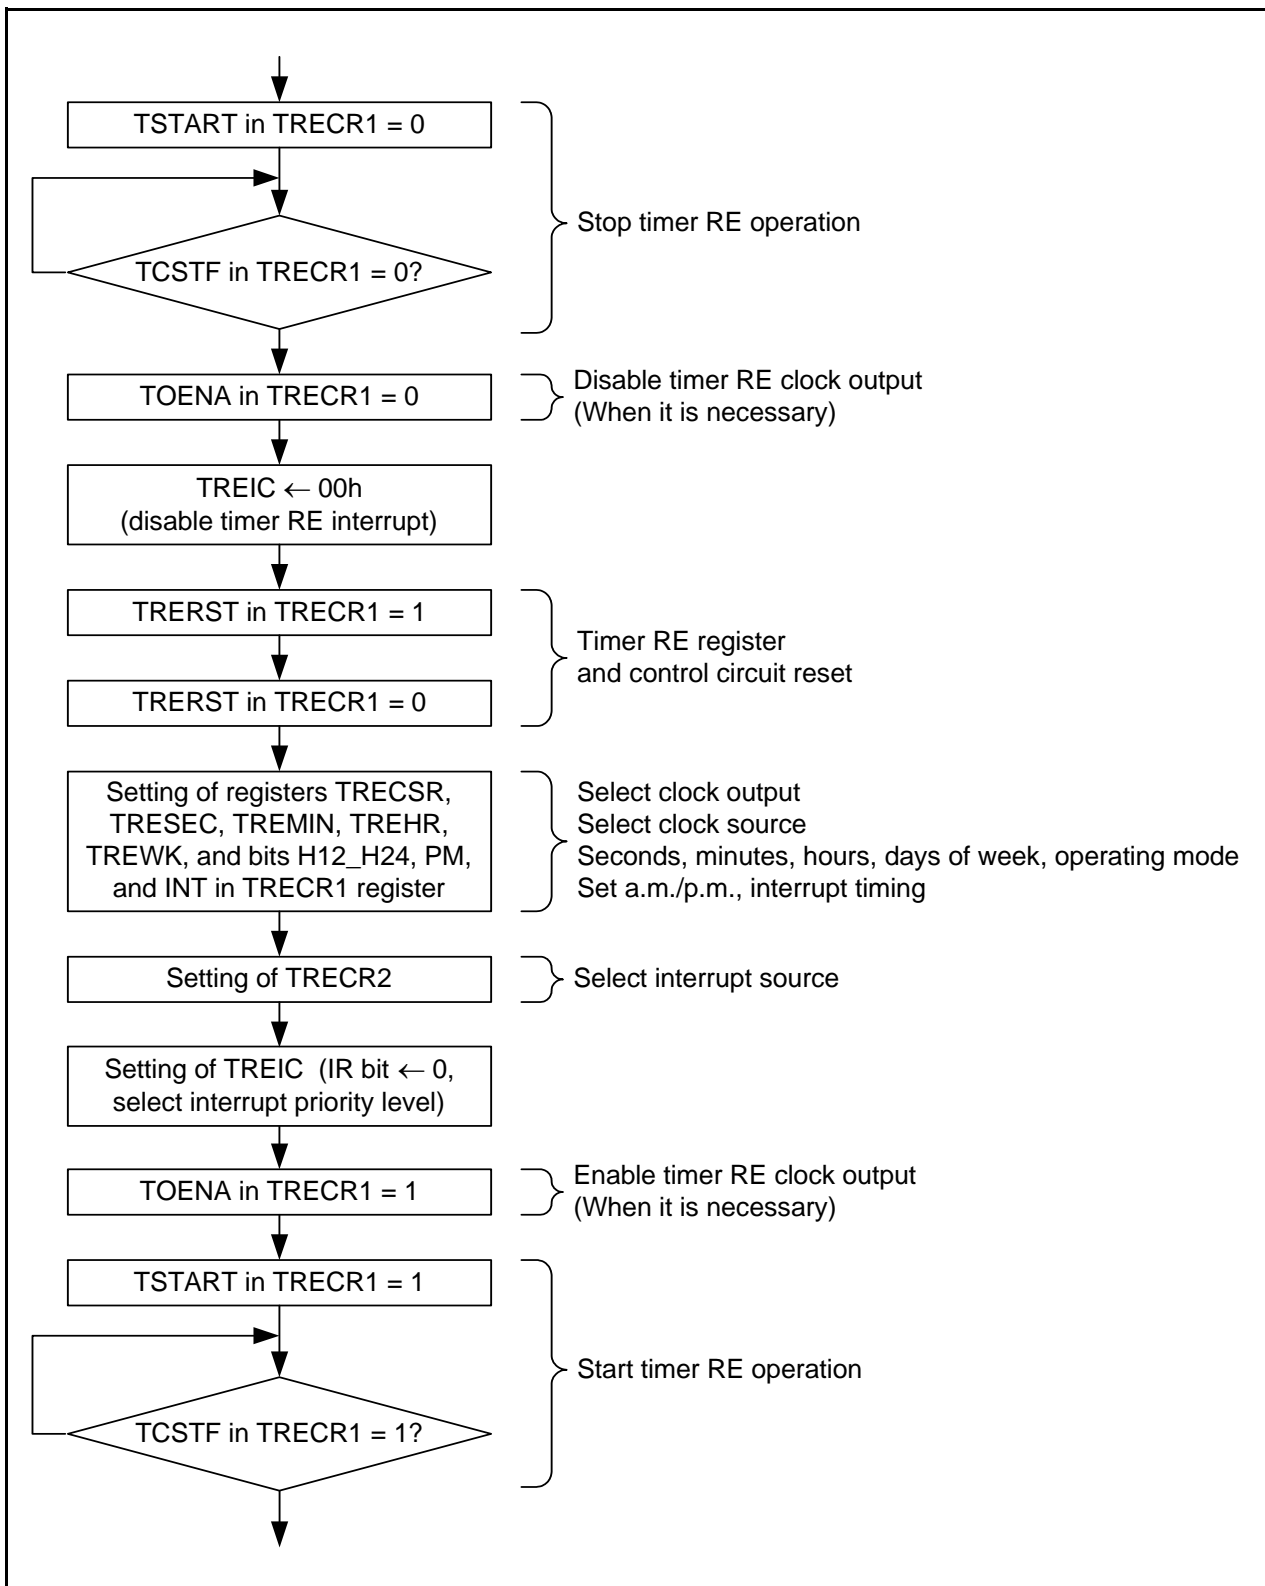 TSTART in TRECR1 = 0
Stop timer RE operation
TCSTF in TRECR1 = 0?
TOENA in TRECR1 = 0
Disable timer RE clock output
(When it is necessary)
TREIC ← 00h
(disable timer RE interrupt)
TRERST in TRECR1 = 1
Timer RE register
and control circuit reset
TRERST in TRECR1 = 0
Setting of registers TRECSR,
TRESEC, TREMIN, TREHR,
TREWK, and bits H12_H24, PM,
and INT in TRECR1 register
Select clock output
Select clock source
Seconds, minutes, hours, days of week, operating mode
Set a.m./p.m., interrupt timing
Setting of TRECR2
Select interrupt source
Setting of TREIC (IR bit ← 0,
select interrupt priority level)
TOENA in TRECR1 = 1
Enable timer RE clock output
(When it is necessary)
TSTART in TRECR1 = 1
Start timer RE operation
TCSTF in TRECR1 = 1?